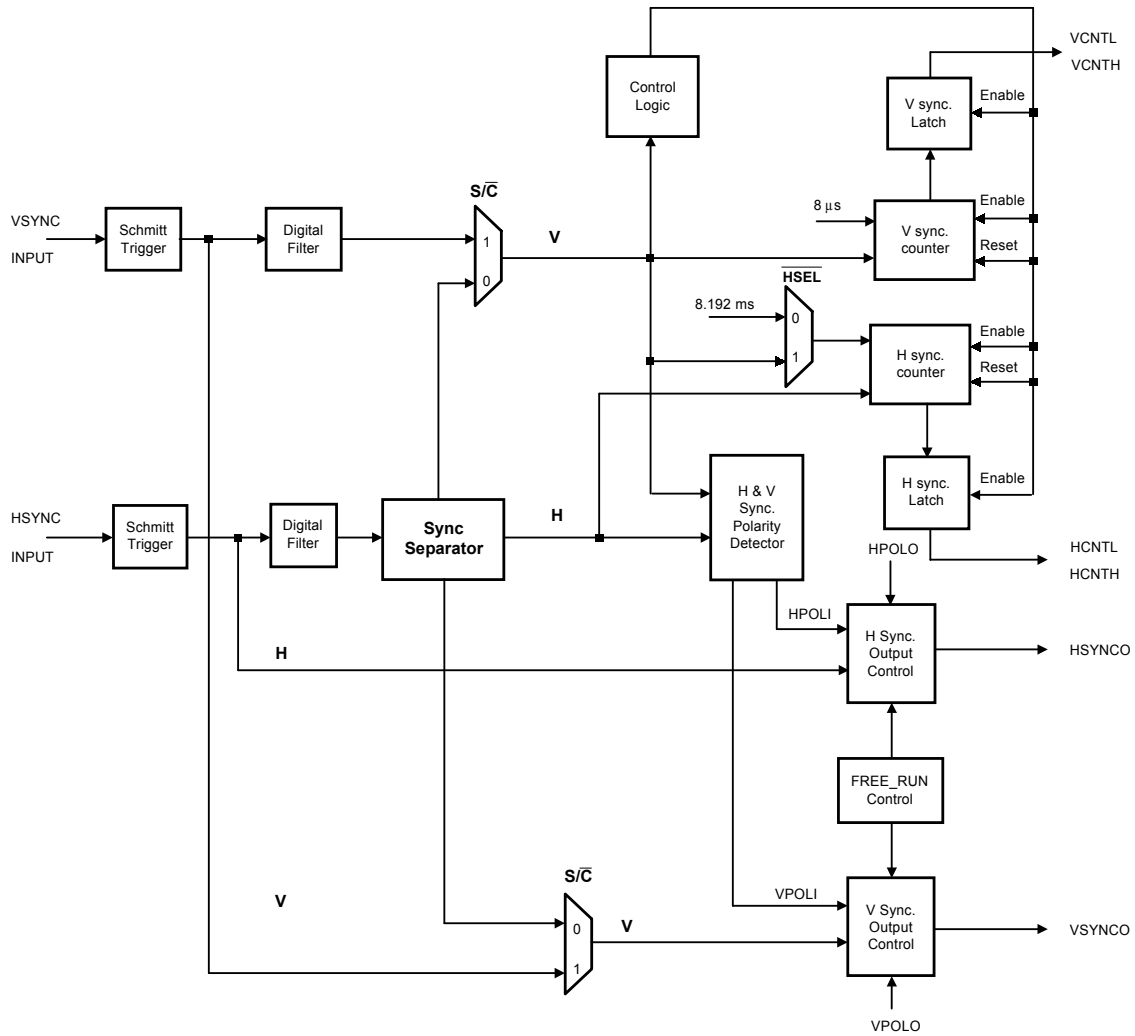 VCNTL
VCNTH
Control
Logic
V sync.
Latch
Enable
S/C̅
8 μs
Enable
VSYNC
INPUT
Schmitt
Trigger
Digital
Filter
1
0
V
V sync.
counter
Reset
H̅S̅E̅L̅
8.192 ms
0
1
H sync.
counter
Enable
Reset
H & V
Sync.
Polarity
Detector
H sync.
Latch
Enable
HSYNC
INPUT
Schmitt
Trigger
Digital
Filter
Sync
Separator
H
HPOLO
HCNTL
HCNTH
HPOLI
H
H Sync.
Output
Control
HSYNCO
FREE_RUN
Control
S/C̅
V
0
1
V
VPOLI
V Sync.
Output
Control
VSYNCO
VPOLO